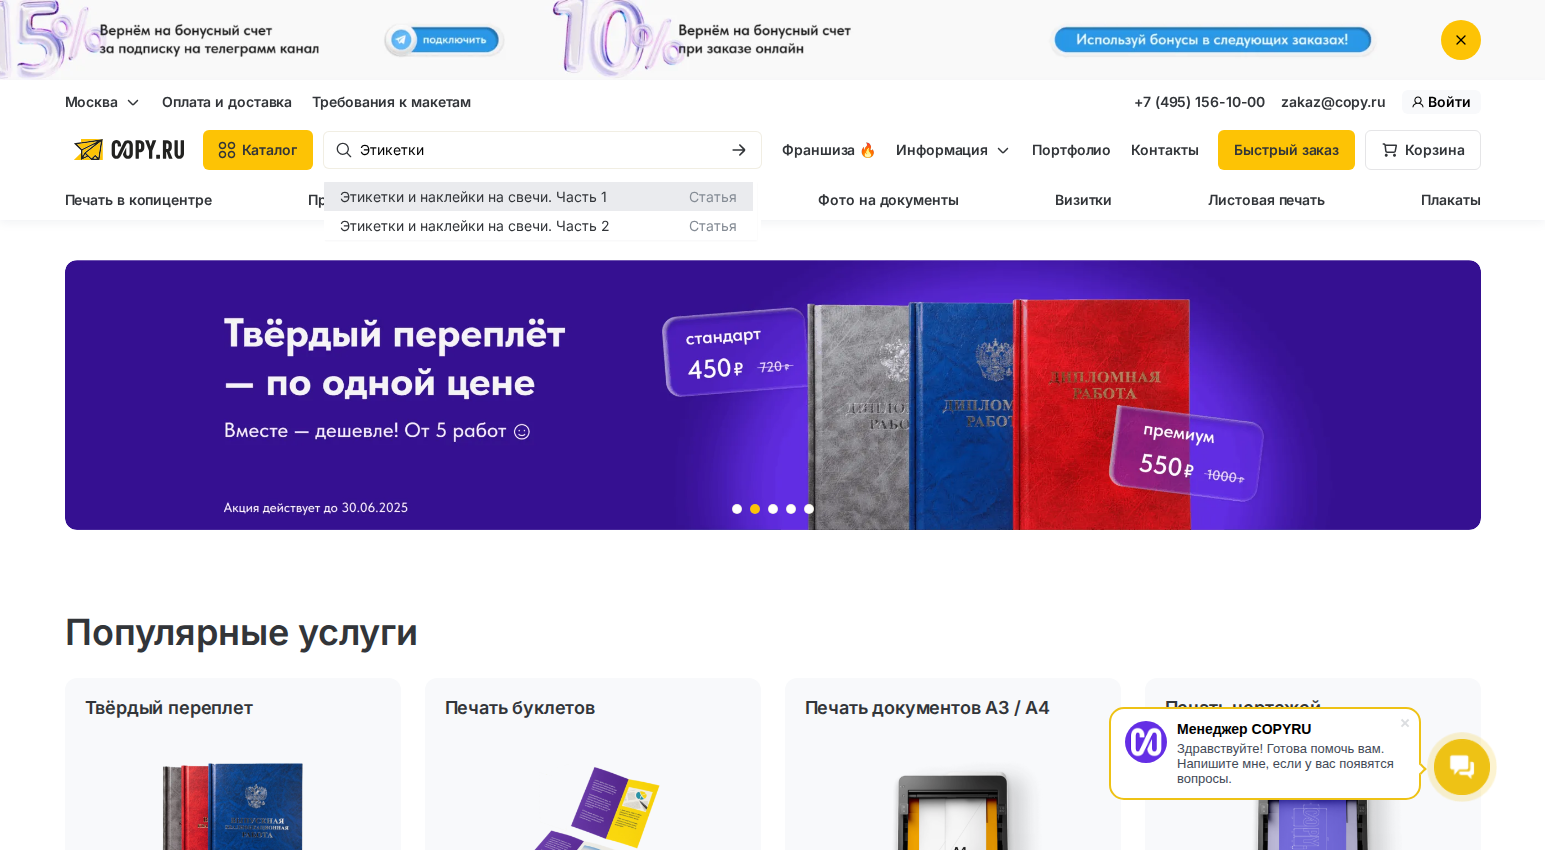 15%
Вернём на бонусный счет
за подписку на телеграмм канал
подключить
10%
Вернём на бонусный счет
при заказе онлайн
Используй бонусы в следующих заказах!
Москва
Оплата и доставка
Требования к макетам
+7 (495) 156-10-00
zakaz@copy.ru
Войти
COPY.RU
Каталог
Этикетки
Франшиза 🔥
Информация
Портфолио
Контакты
Быстрый заказ
Корзина
Этикетки и наклейки на свечи. Часть 1 Статья
Этикетки и наклейки на свечи. Часть 2 Статья
Печать в копицентре
Фото на документы
Визитки
Листовая печать
Плакаты
Твёрдый переплёт
— по одной цене
Вместе — дешевле! От 5 работ
Акция действует до 30.06.2025
стандарт
450 ₽ 720 ₽
ДИПЛОМНАЯ
РАБОТА
премиум
550 ₽ 1000 ₽
Популярные услуги
Твёрдый переплет
Печать буклетов
Печать документов А3 / А4
Печать чертежей
Менеджер COPYRU
Здравствуйте! Готова помочь вам.
Напишите мне, если у вас появятся
вопросы.